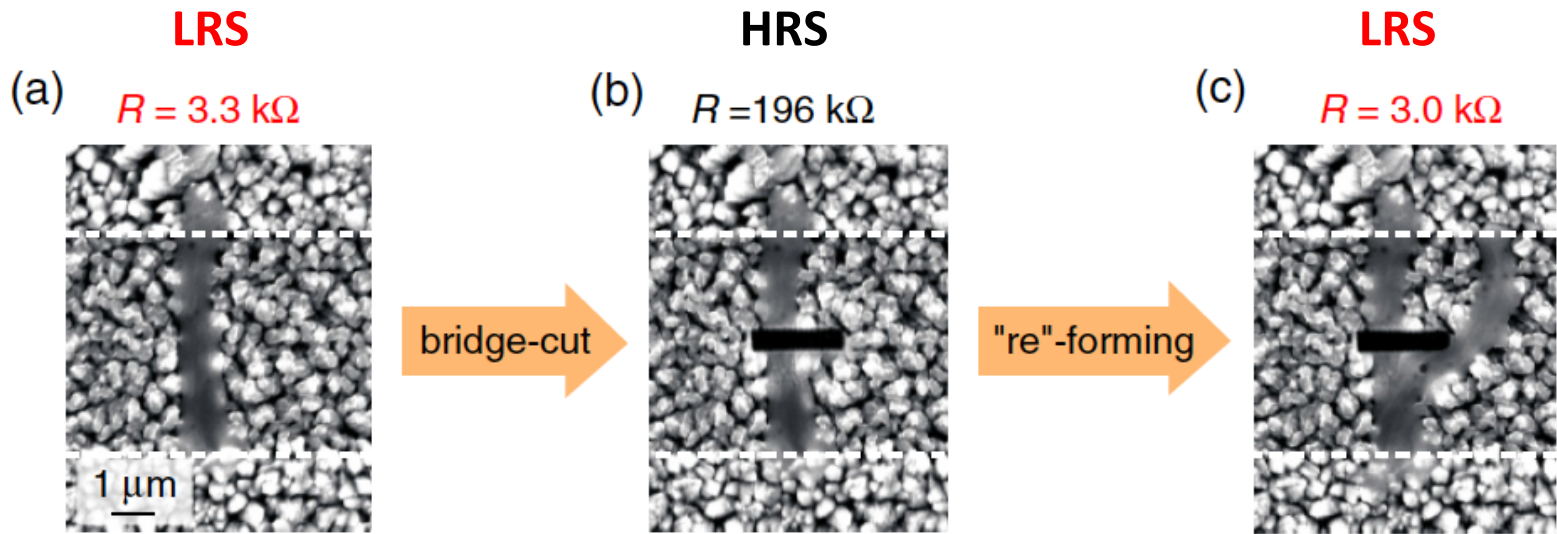 LRS
HRS
LRS
(a)
R = 3.3 kΩ
(b)
R =196 kΩ
(c)
R = 3.0 kΩ
bridge-cut
"re"-forming
1 μm